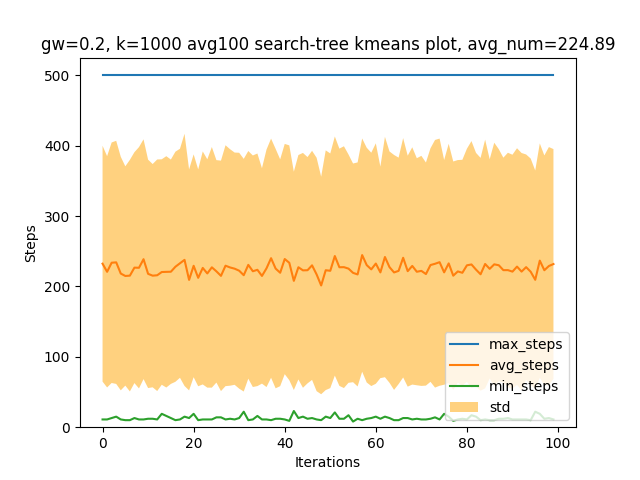 gw=0.2, k=1000 avg100 search-tree kmeans plot, avg_num=224.89
500
400
300
200
100
0
Steps
max_steps
avg_steps
min_steps
std
0 20 40 60 80 100
Iterations